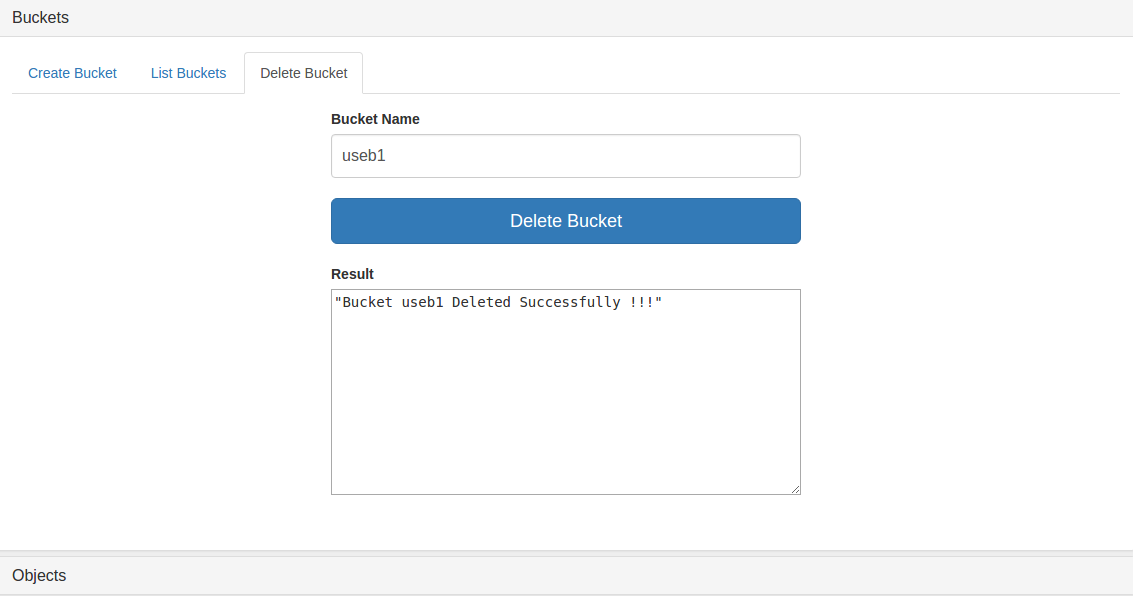 Buckets
Create Bucket List Buckets Delete Bucket
Bucket Name
useb1
Delete Bucket
Result
"Bucket useb1 Deleted Successfully !!!"
Objects